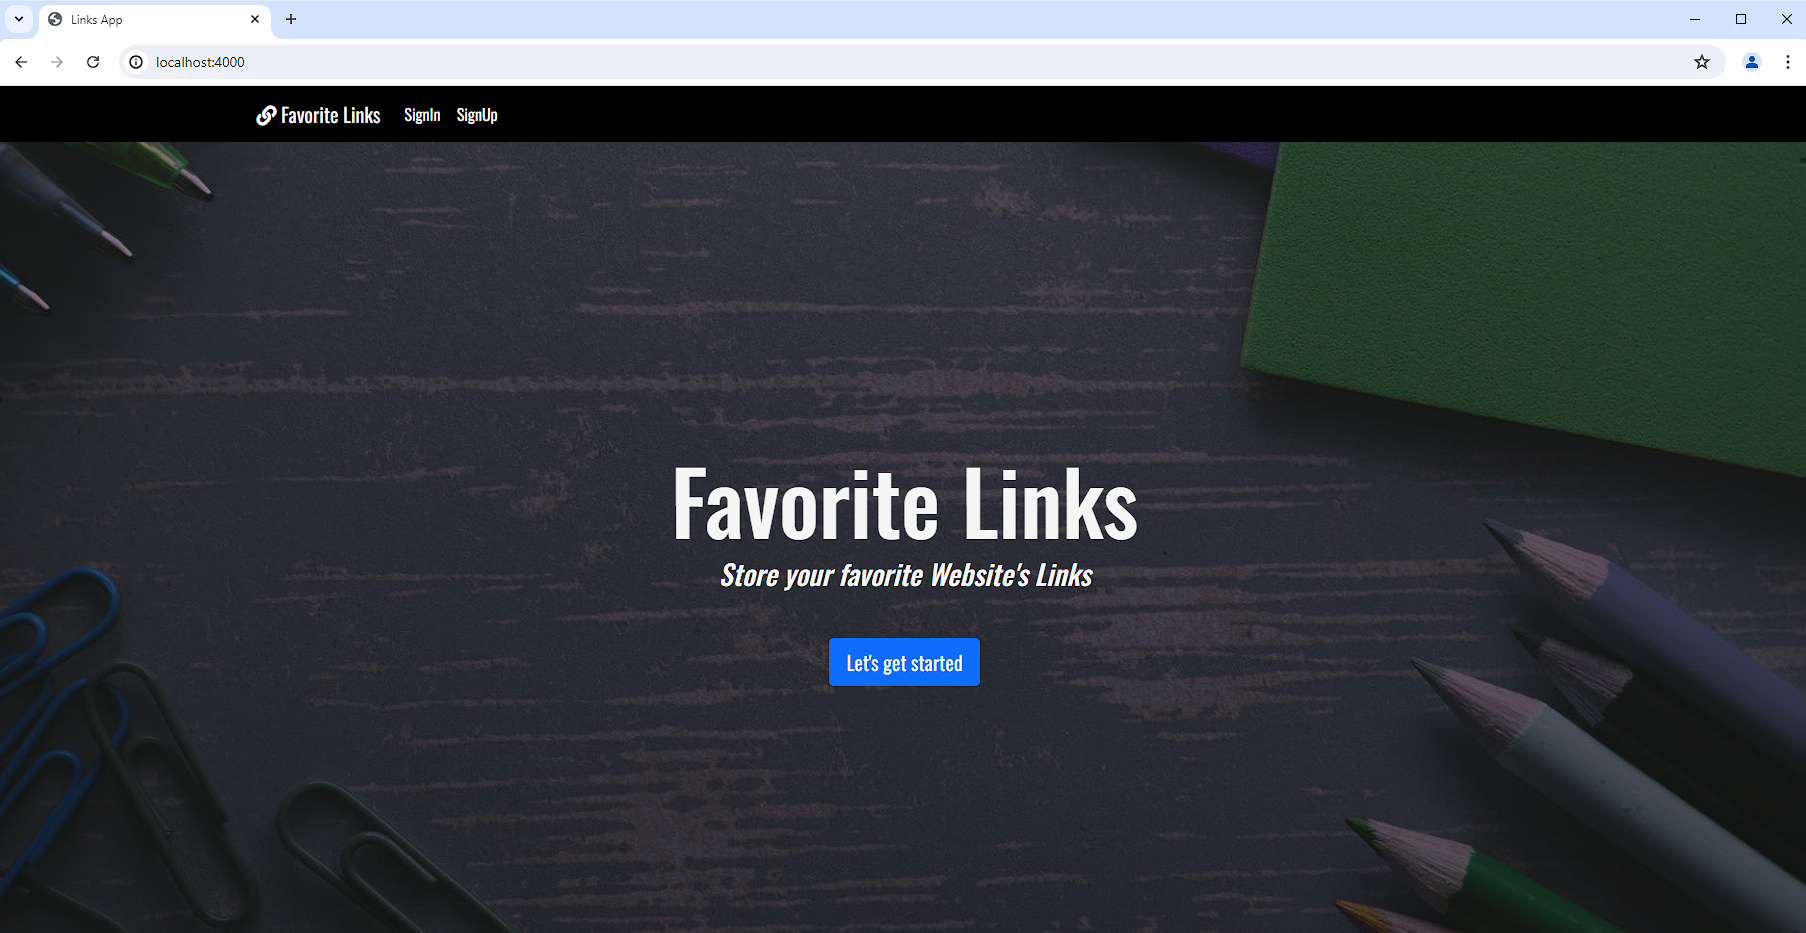 Links App
localhost:4000
Favorite Links SignIn SignUp
Favorite Links
Store your favorite Website's Links
Let's get started